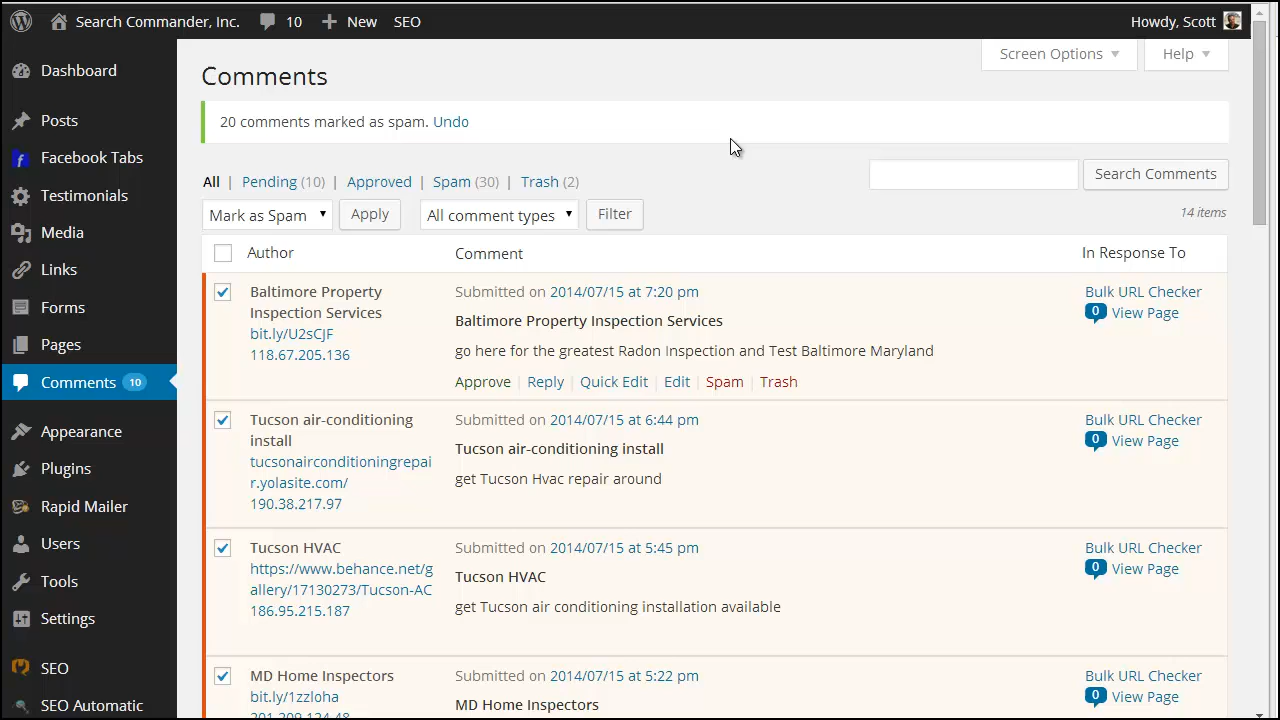 Search Commander, Inc. 10 New SEO Howdy, Scott
Dashboard
Posts
Facebook Tabs
Testimonials
Media
Links
Forms
Pages
Comments 10
Appearance
Plugins
Rapid Mailer
Users
Tools
Settings
SEO
SEO Automatic
Screen Options Help
Comments
20 comments marked as spam. Undo
All | Pending (10) | Approved | Spam (30) | Trash (2)
Search Comments
Mark as Spam Apply All comment types Filter
14 items
Author Comment In Response To
Baltimore Property
Inspection Services
bit.ly/U2sCJF
118.67.205.136
Submitted on 2014/07/15 at 7:20 pm
Baltimore Property Inspection Services
go here for the greatest Radon Inspection and Test Baltimore Maryland
Approve | Reply | Quick Edit | Edit | Spam | Trash
Bulk URL Checker
0 View Page
Tucson air-conditioning
install
tucsonairconditioningrepai
r.yolasite.com/
190.38.217.97
Submitted on 2014/07/15 at 6:44 pm
Tucson air-conditioning install
get Tucson Hvac repair around
Bulk URL Checker
0 View Page
Tucson HVAC
https://www.behance.net/g
allery/17130273/Tucson-AC
186.95.215.187
Submitted on 2014/07/15 at 5:45 pm
Tucson HVAC
get Tucson air conditioning installation available
Bulk URL Checker
0 View Page
MD Home Inspectors
bit.ly/1zzloha
201.209.124.48
Submitted on 2014/07/15 at 5:22 pm
MD Home Inspectors
Bulk URL Checker
0 View Page